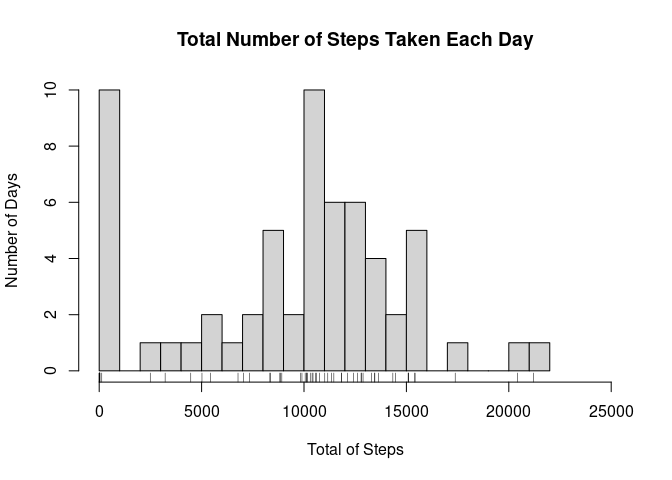 Total Number of Steps Taken Each Day
Number of Days
10
8
6
4
2
0
0 5000 10000 15000 20000 25000
Total of Steps